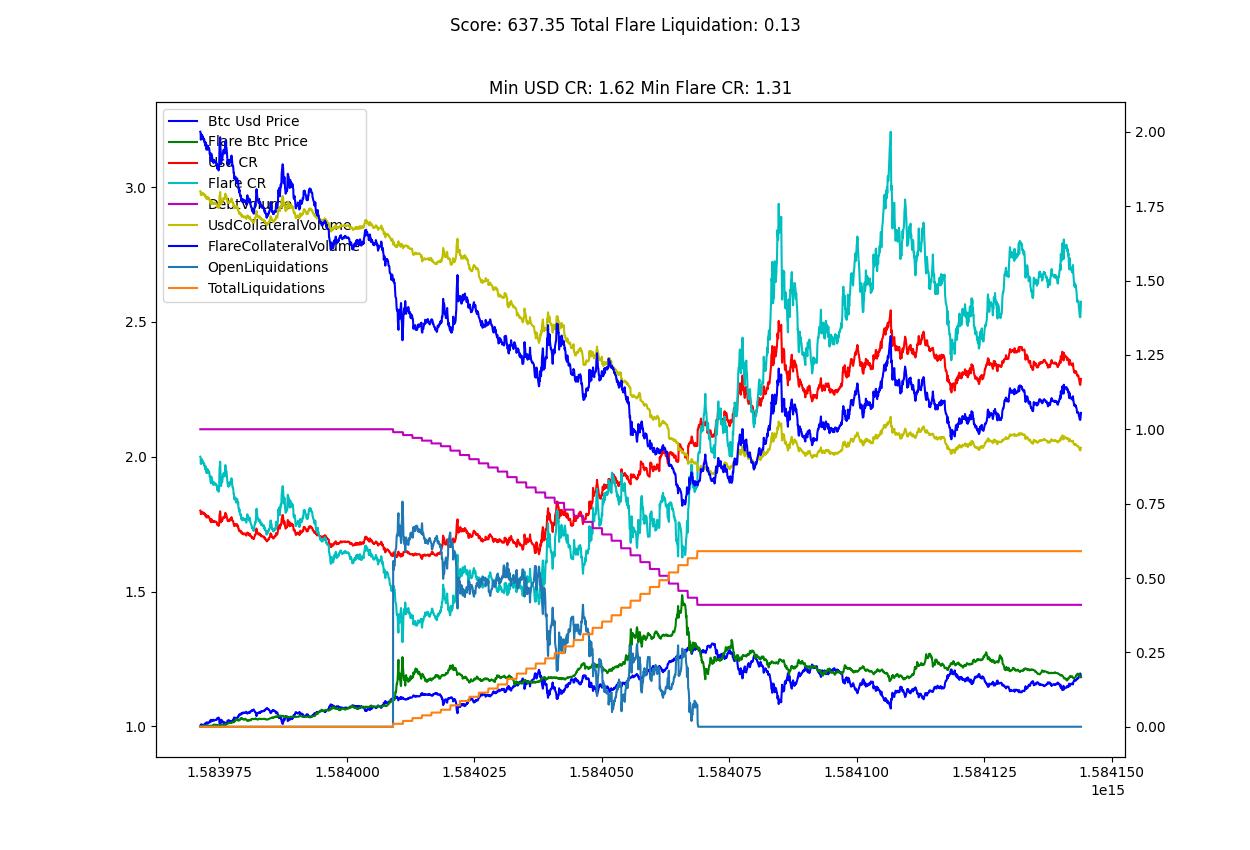 Score: 637.35 Total Flare Liquidation: 0.13
Min USD CR: 1.62 Min Flare CR: 1.31
Btc Usd Price
Flare Btc Price
Usd CR
Flare CR
DebtVolume
UsdCollateralVolume
FlareCollateralVolume
OpenLiquidations
TotalLiquidations
3.0
2.5
2.0
1.5
1.0
2.00
1.75
1.50
1.25
1.00
0.75
0.50
0.25
0.00
1.583975 1.584000 1.584025 1.584050 1.584075 1.584100 1.584125 1.584150
1e15